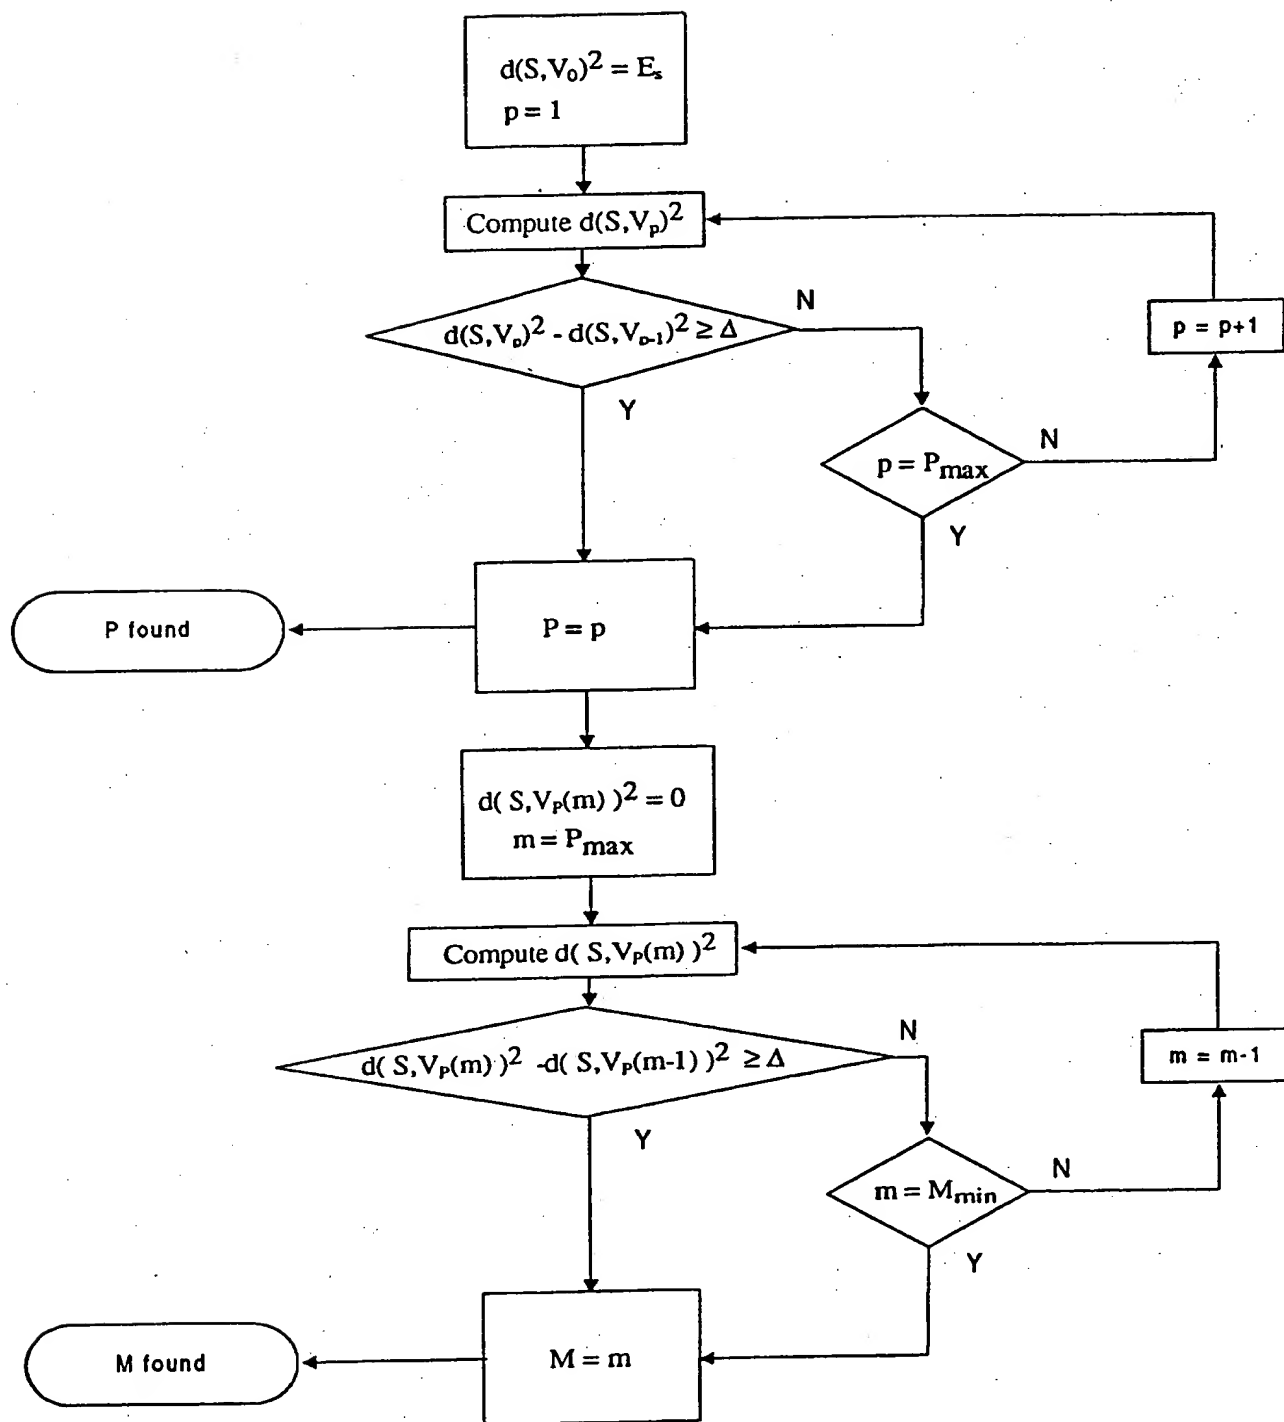 d(S,V₀)² = Eₛ
p = 1
Compute d(S,Vₚ)²
N
d(S,Vₚ)² - d(S,Vₚ₋₁)² ≥ Δ
p = p+1
Y
N
p = Pmax
Y
P found
P = p
d( S,Vₚ(m) )² = 0
m = Pmax
Compute d( S,Vₚ(m) )²
N
d( S,Vₚ(m) )² -d( S,Vₚ(m-1) )² ≥ Δ
m = m-1
Y
N
m = Mmin
Y
M found
M = m